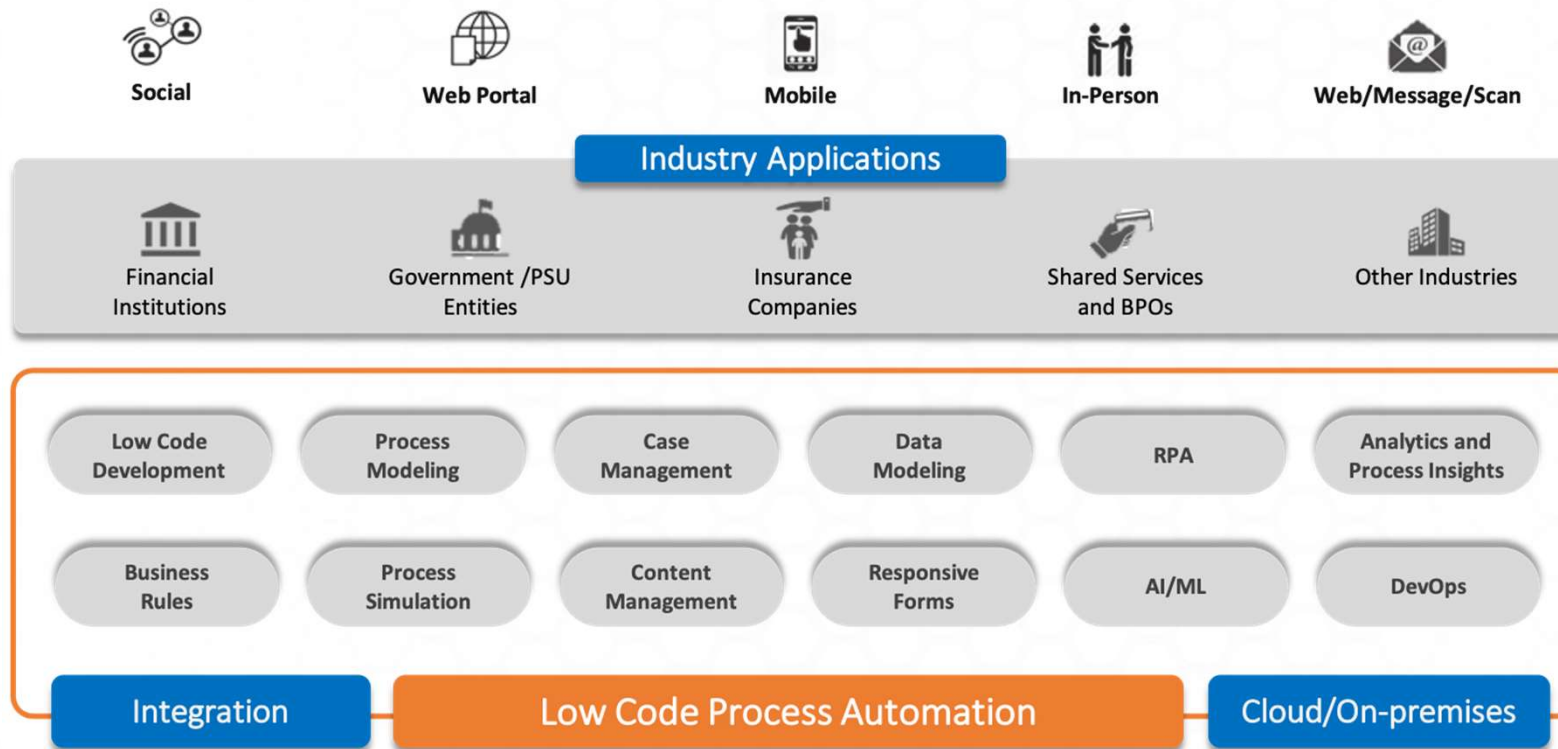 Social
Web Portal
Mobile
In-Person
Web/Message/Scan
Industry Applications
Financial
Institutions
Government /PSU
Entities
Insurance
Companies
Shared Services
and BPOs
Other Industries
Low Code
Development
Process
Modeling
Case
Management
Data
Modeling
RPA
Analytics and
Process Insights
Business
Rules
Process
Simulation
Content
Management
Responsive
Forms
AI/ML
DevOps
Integration
Low Code Process Automation
Cloud/On-premises